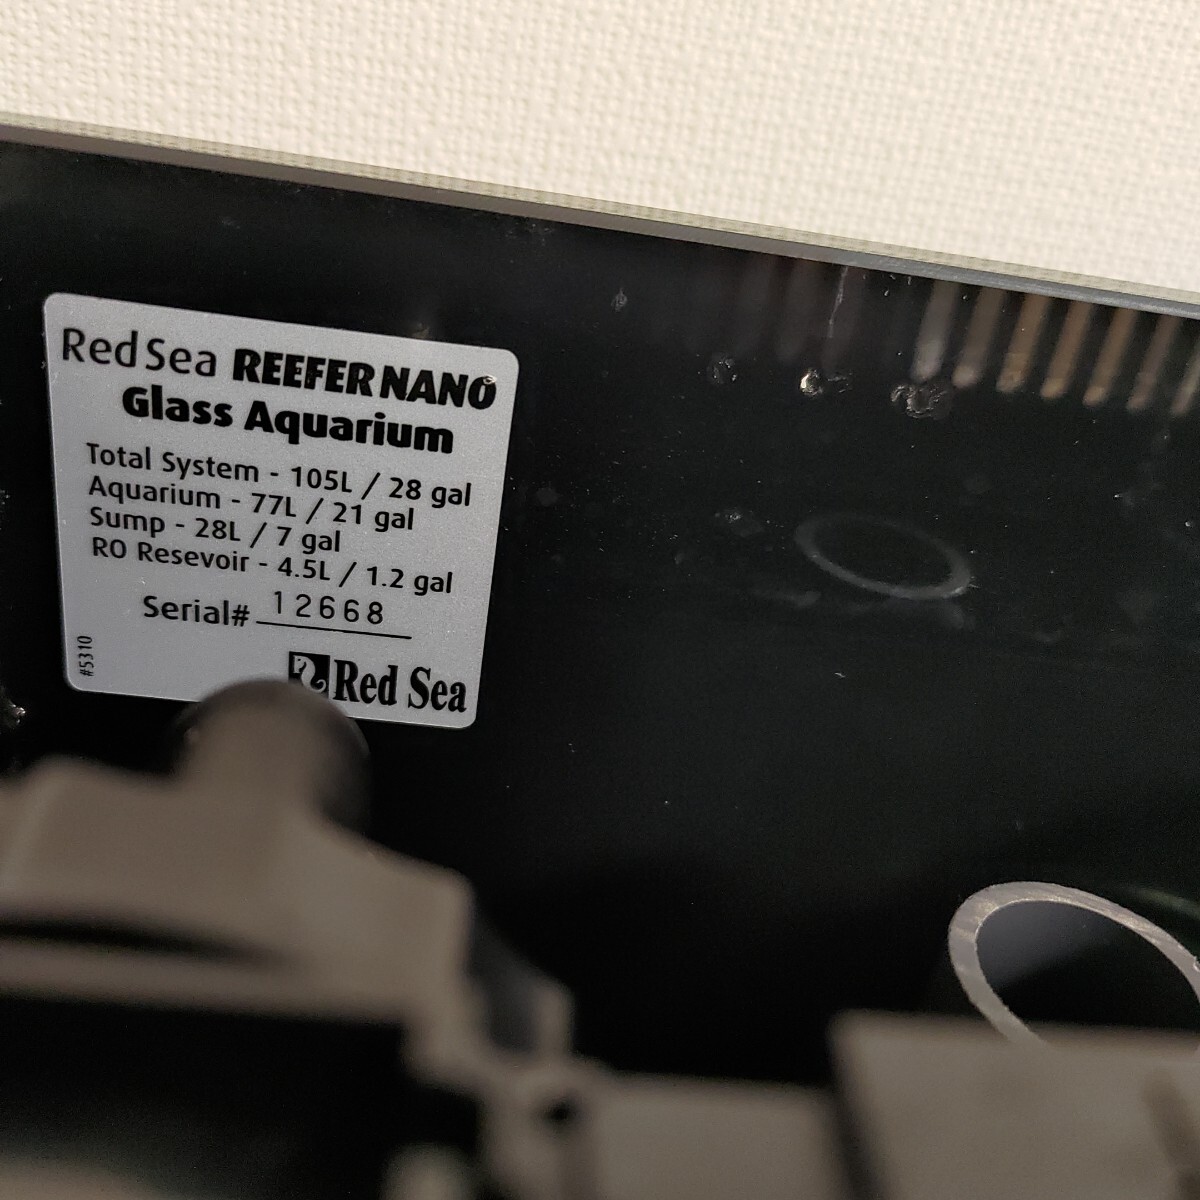 Red Sea REEFER NANO
Glass Aquarium
Total System - 105L / 28 gal
Aquarium - 77L / 21 gal
Sump - 28L / 7 gal
RO Resevoir - 4.5L / 1.2 gal
Serial# 12668
#5310
Red Sea